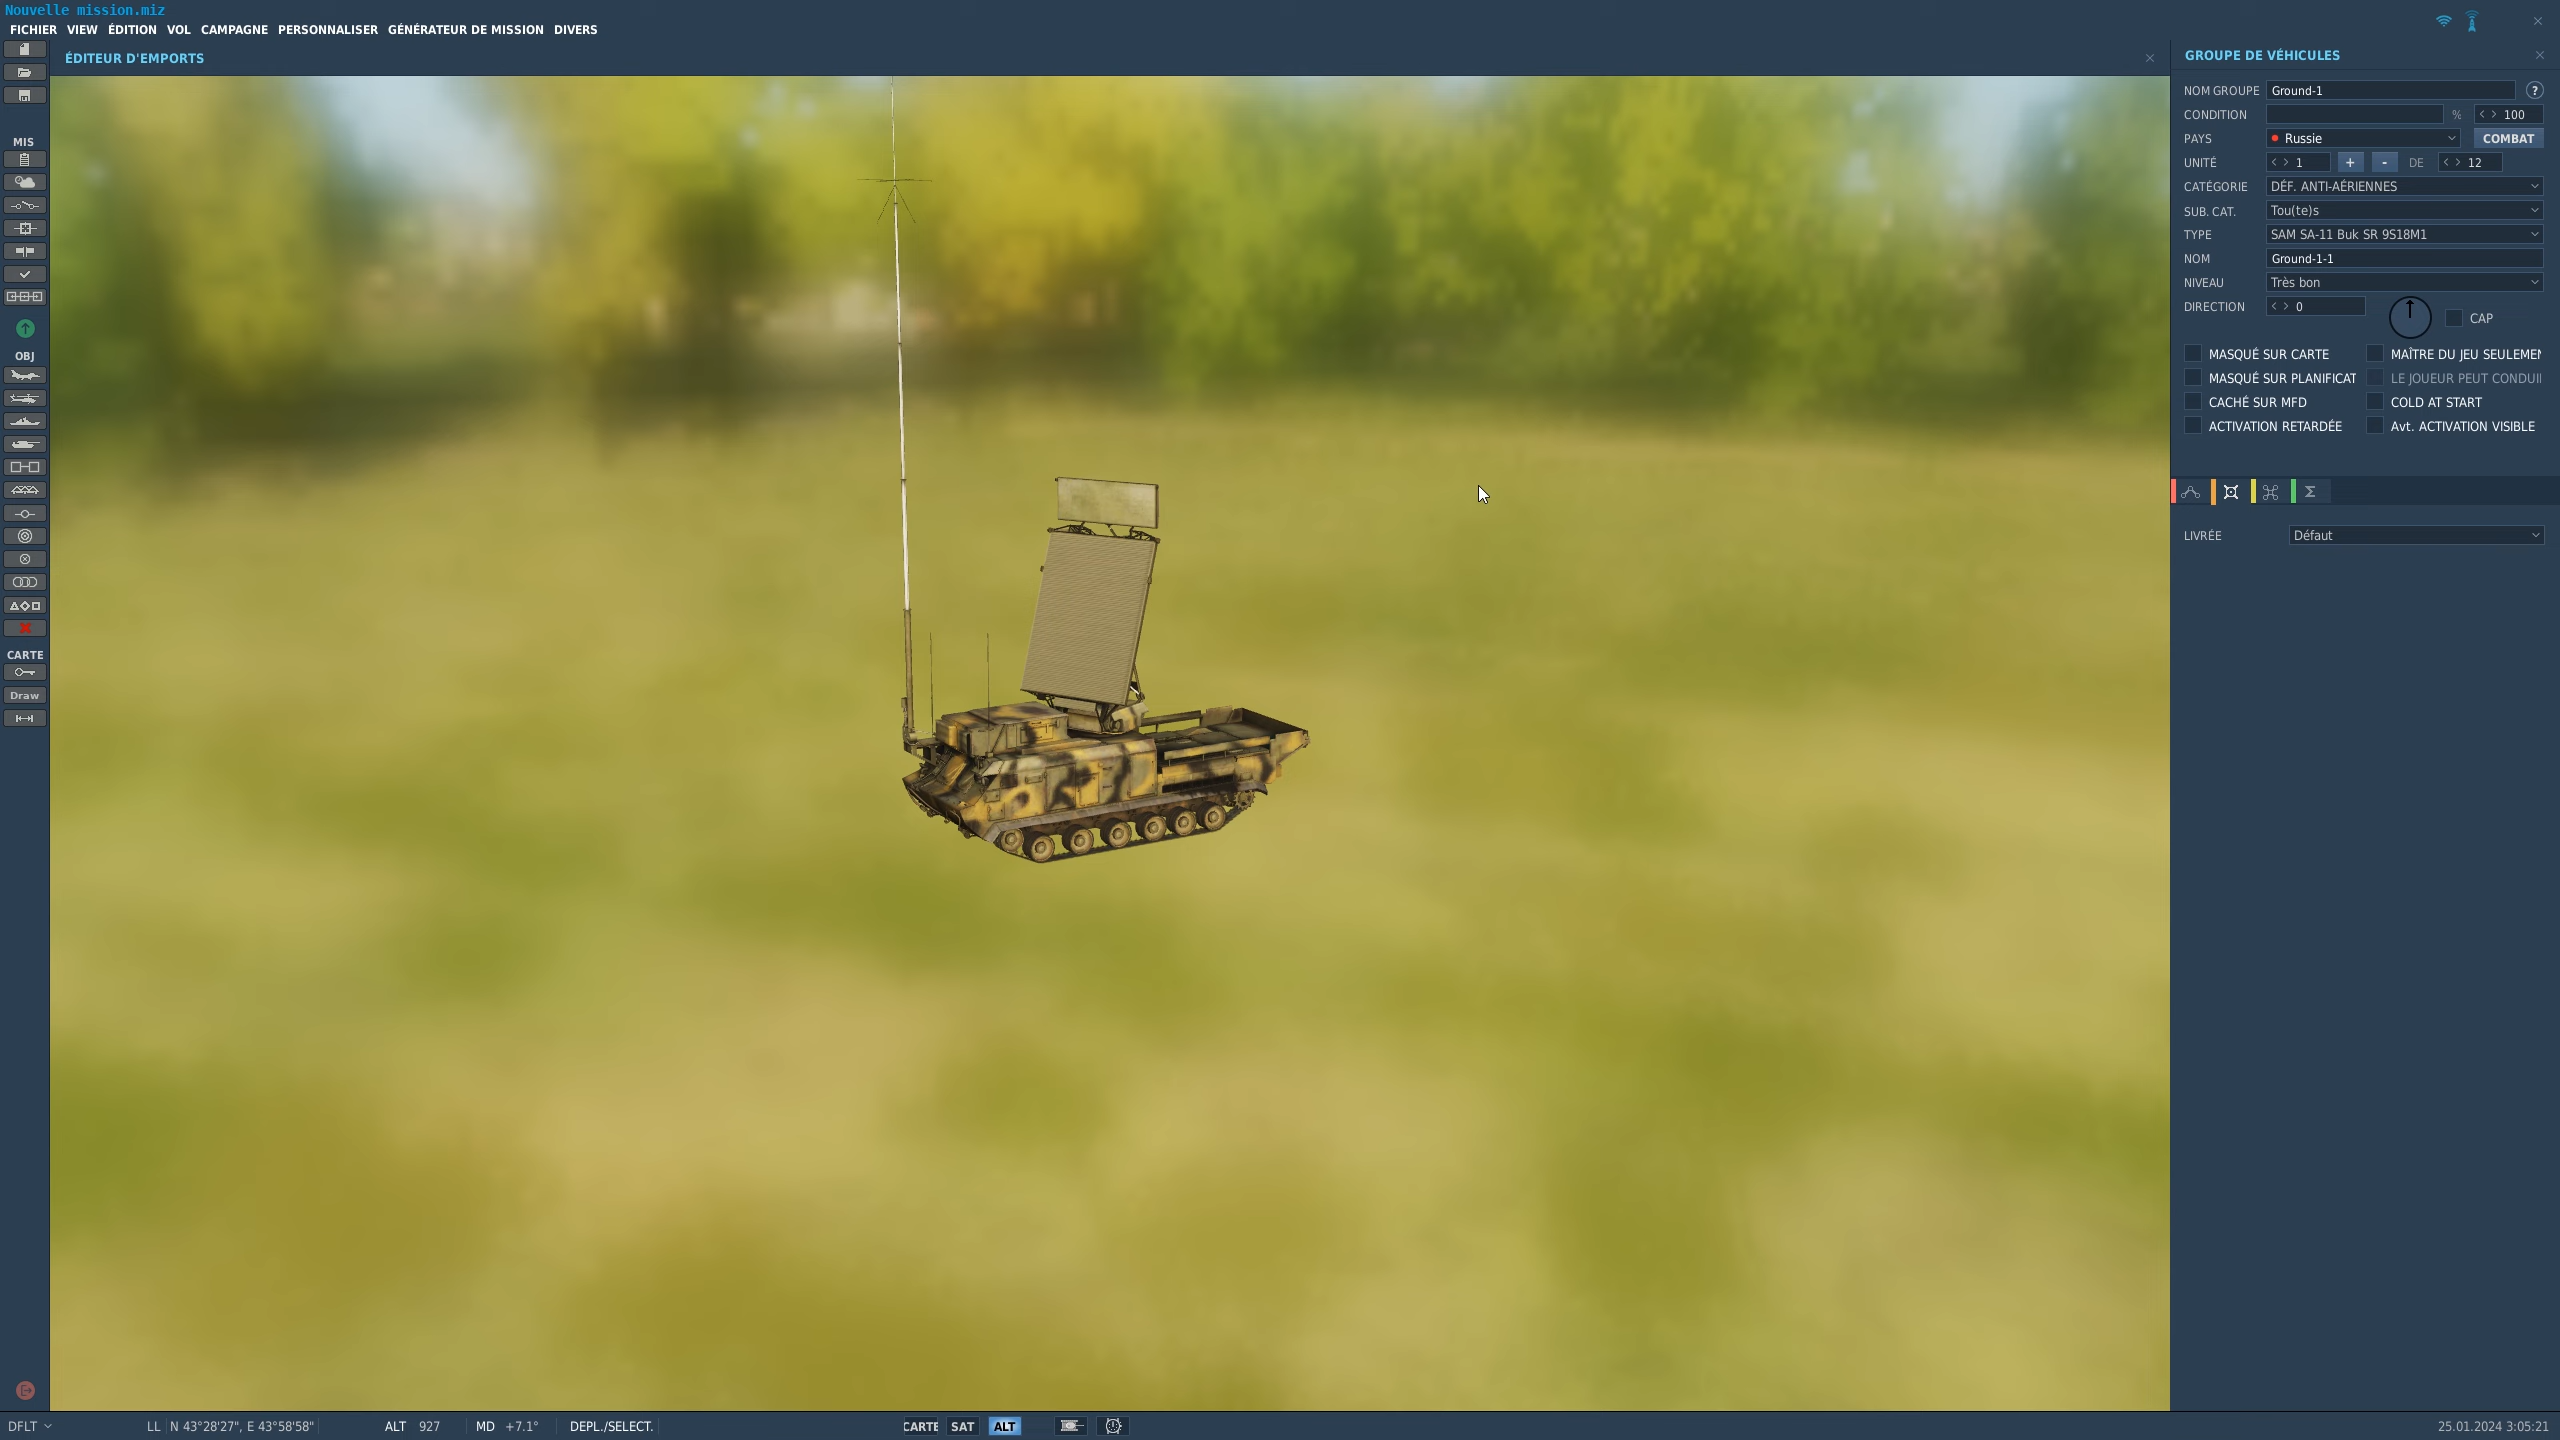 Nouvelle mission.miz
FICHIER VIEW ÉDITION VOL CAMPAGNE PERSONNALISER GÉNÉRATEUR DE MISSION DIVERS
ÉDITEUR D'EMPORTS
MIS
OBJ
CARTE
Draw
GROUPE DE VÉHICULES
NOM GROUPE Ground-1 ?
CONDITION % < > 100
PAYS Russie COMBAT
UNITÉ < > 1 + - DE < > 12
CATÉGORIE DÉF. ANTI-AÉRIENNES
SUB. CAT. Tou(te)s
TYPE SAM SA-11 Buk SR 9S18M1
NOM Ground-1-1
NIVEAU Très bon
DIRECTION < > 0 CAP
MASQUÉ SUR CARTE MAÎTRE DU JEU SEULEMEN
MASQUÉ SUR PLANIFICAT LE JOUEUR PEUT CONDUI
CACHÉ SUR MFD COLD AT START
ACTIVATION RETARDÉE Avt. ACTIVATION VISIBLE
Σ
LIVRÉE Défaut
DFLT LL N 43°28'27", E 43°58'58" ALT 927 MD +7.1° DEPL./SELECT. CARTE SAT ALT 25.01.2024 3:05:21